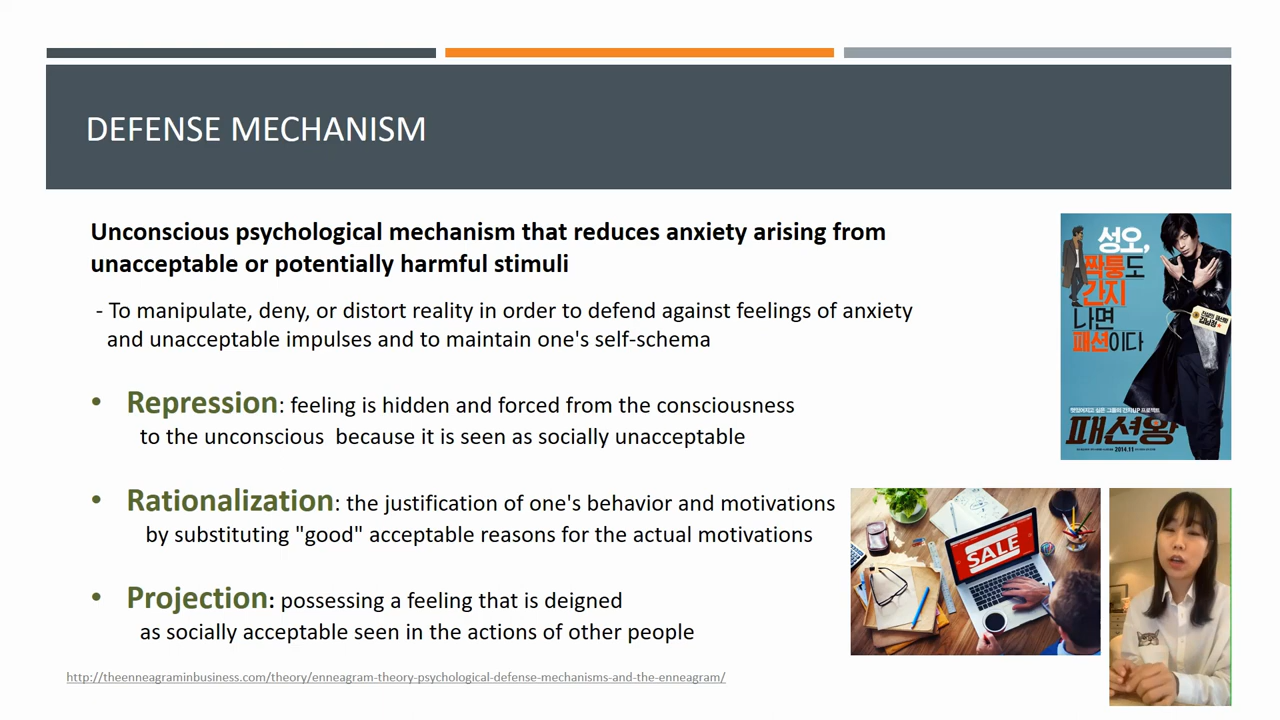 DEFENSE MECHANISM
Unconscious psychological mechanism that reduces anxiety arising from
unacceptable or potentially harmful stimuli
- To manipulate, deny, or distort reality in order to defend against feelings of anxiety
and unacceptable impulses and to maintain one's self-schema
• Repression: feeling is hidden and forced from the consciousness
to the unconscious because it is seen as socially unacceptable
• Rationalization: the justification of one's behavior and motivations
by substituting "good" acceptable reasons for the actual motivations
• Projection: possessing a feeling that is deigned
as socially acceptable seen in the actions of other people
http://theenneagraminbusiness.com/theory/enneagram-theory-psychological-defense-mechanisms-and-the-enneagram/
성오,
짝퉁도
간지
나면
패션이다
패션왕
2014.11
SALE